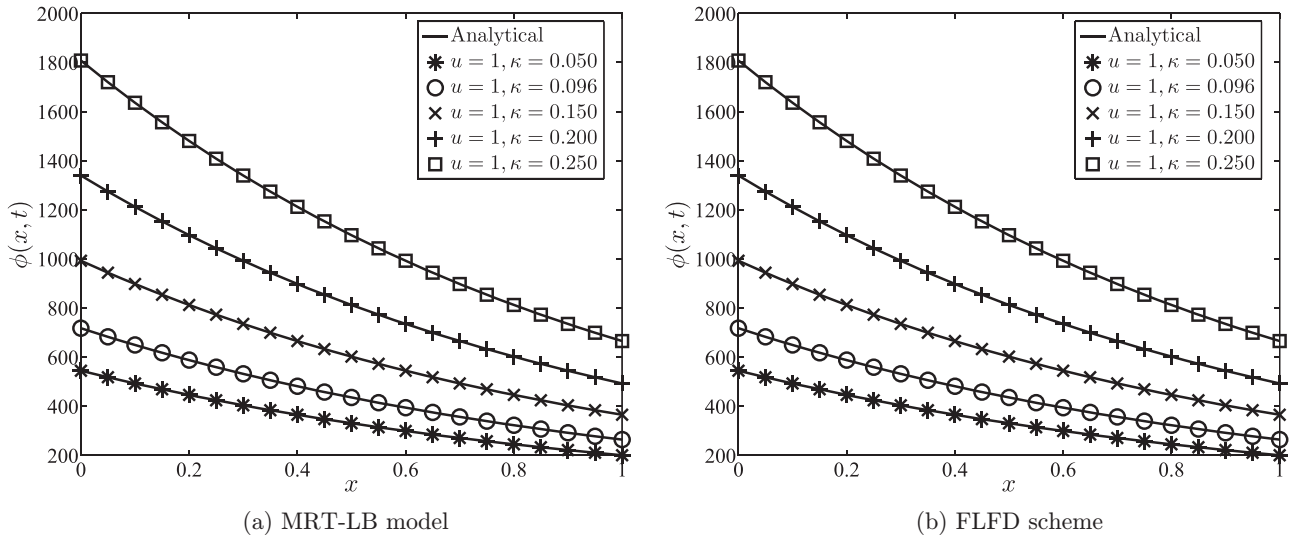 2000
1800
1600
1400
1200
1000
800
600
400
200
0
0.2
0.4
0.6
0.8
1
x
ϕ(x, t)
Analytical
u = 1, κ = 0.050
u = 1, κ = 0.096
u = 1, κ = 0.150
u = 1, κ = 0.200
u = 1, κ = 0.250
(a) MRT-LB model
2000
1800
1600
1400
1200
1000
800
600
400
200
0
0.2
0.4
0.6
0.8
1
x
ϕ(x, t)
Analytical
u = 1, κ = 0.050
u = 1, κ = 0.096
u = 1, κ = 0.150
u = 1, κ = 0.200
u = 1, κ = 0.250
(b) FLFD scheme